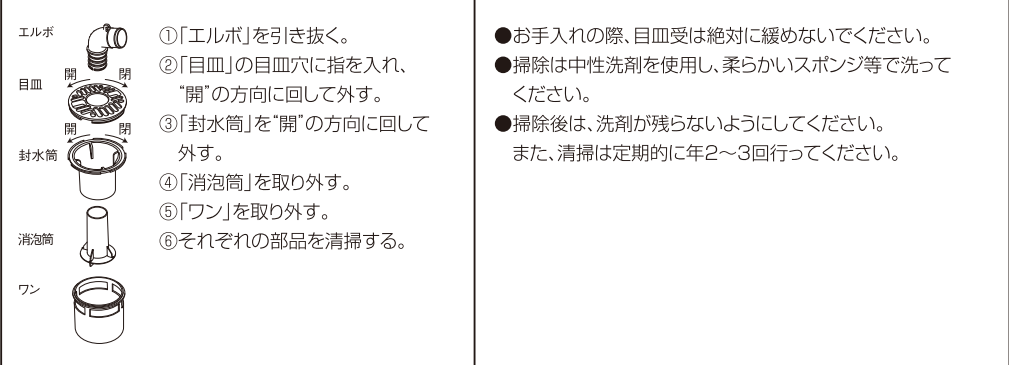 エルボ
開 閉
目皿
開 閉
封水筒
消泡筒
ワン
①「エルボ」を引き抜く。
②「目皿」の目皿穴に指を入れ、
“開”の方向に回して外す。
③「封水筒」を“開”の方向に回して
外す。
④「消泡筒」を取り外す。
⑤「ワン」を取り外す。
⑥それぞれの部品を清掃する。
●お手入れの際、目皿受は絶対に緩めないでください。
●掃除は中性洗剤を使用し、柔らかいスポンジ等で洗って
ください。
●掃除後は、洗剤が残らないようにしてください。
また、清掃は定期的に年2～3回行ってください。